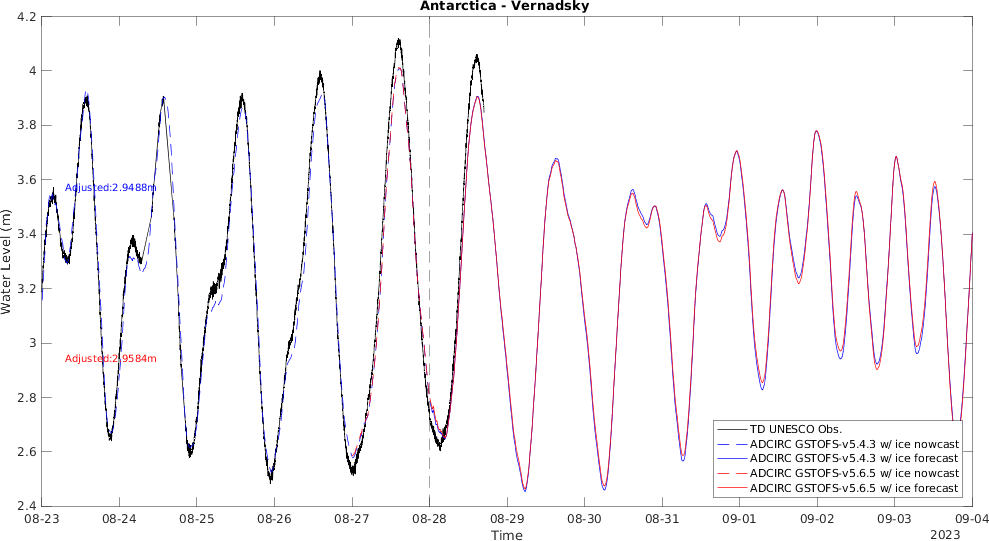 Antarctica - Vernadsky
4.2
4
3.8
3.6
3.4
3.2
3
2.8
2.6
2.4
Water Level (m)
Adjusted:2.9488m
Adjusted:2.9584m
TD UNESCO Obs.
ADCIRC GSTOFS-v5.4.3 w/ ice nowcast
ADCIRC GSTOFS-v5.4.3 w/ ice forecast
ADCIRC GSTOFS-v5.6.5 w/ ice nowcast
ADCIRC GSTOFS-v5.6.5 w/ ice forecast
08-23 08-24 08-25 08-26 08-27 08-28 08-29 08-30 08-31 09-01 09-02 09-03 09-04
Time
2023